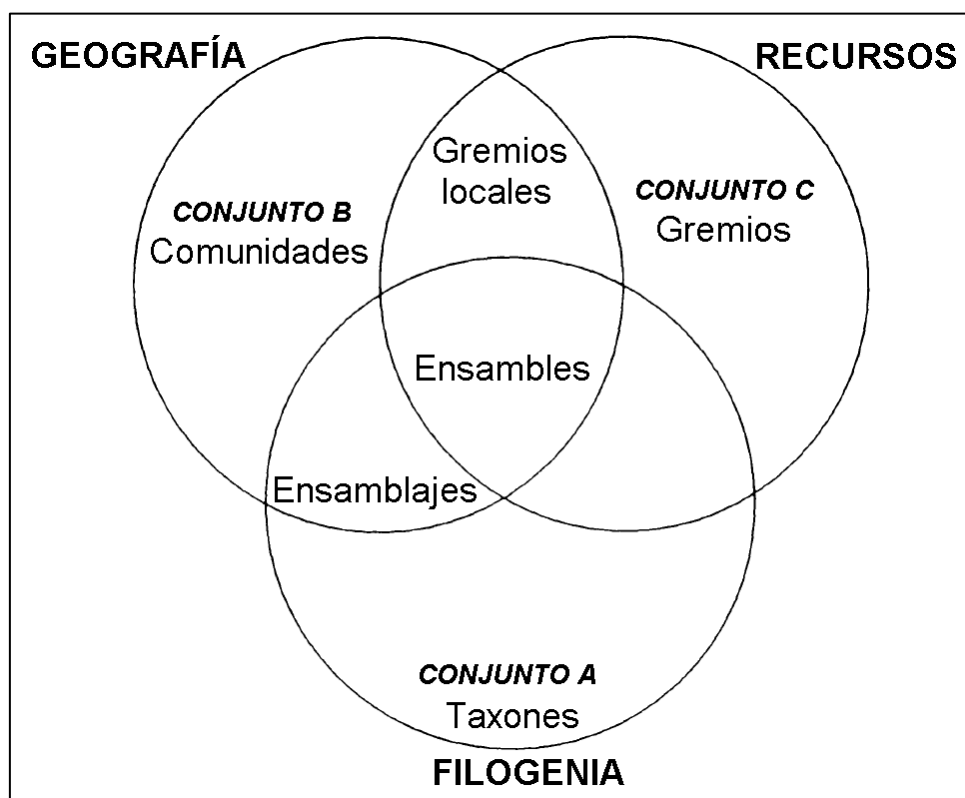 GEOGRAFÍA
RECURSOS
Gremios
locales
CONJUNTO B
Comunidades
CONJUNTO C
Gremios
Ensambles
Ensamblajes
CONJUNTO A
Taxones
FILOGENIA